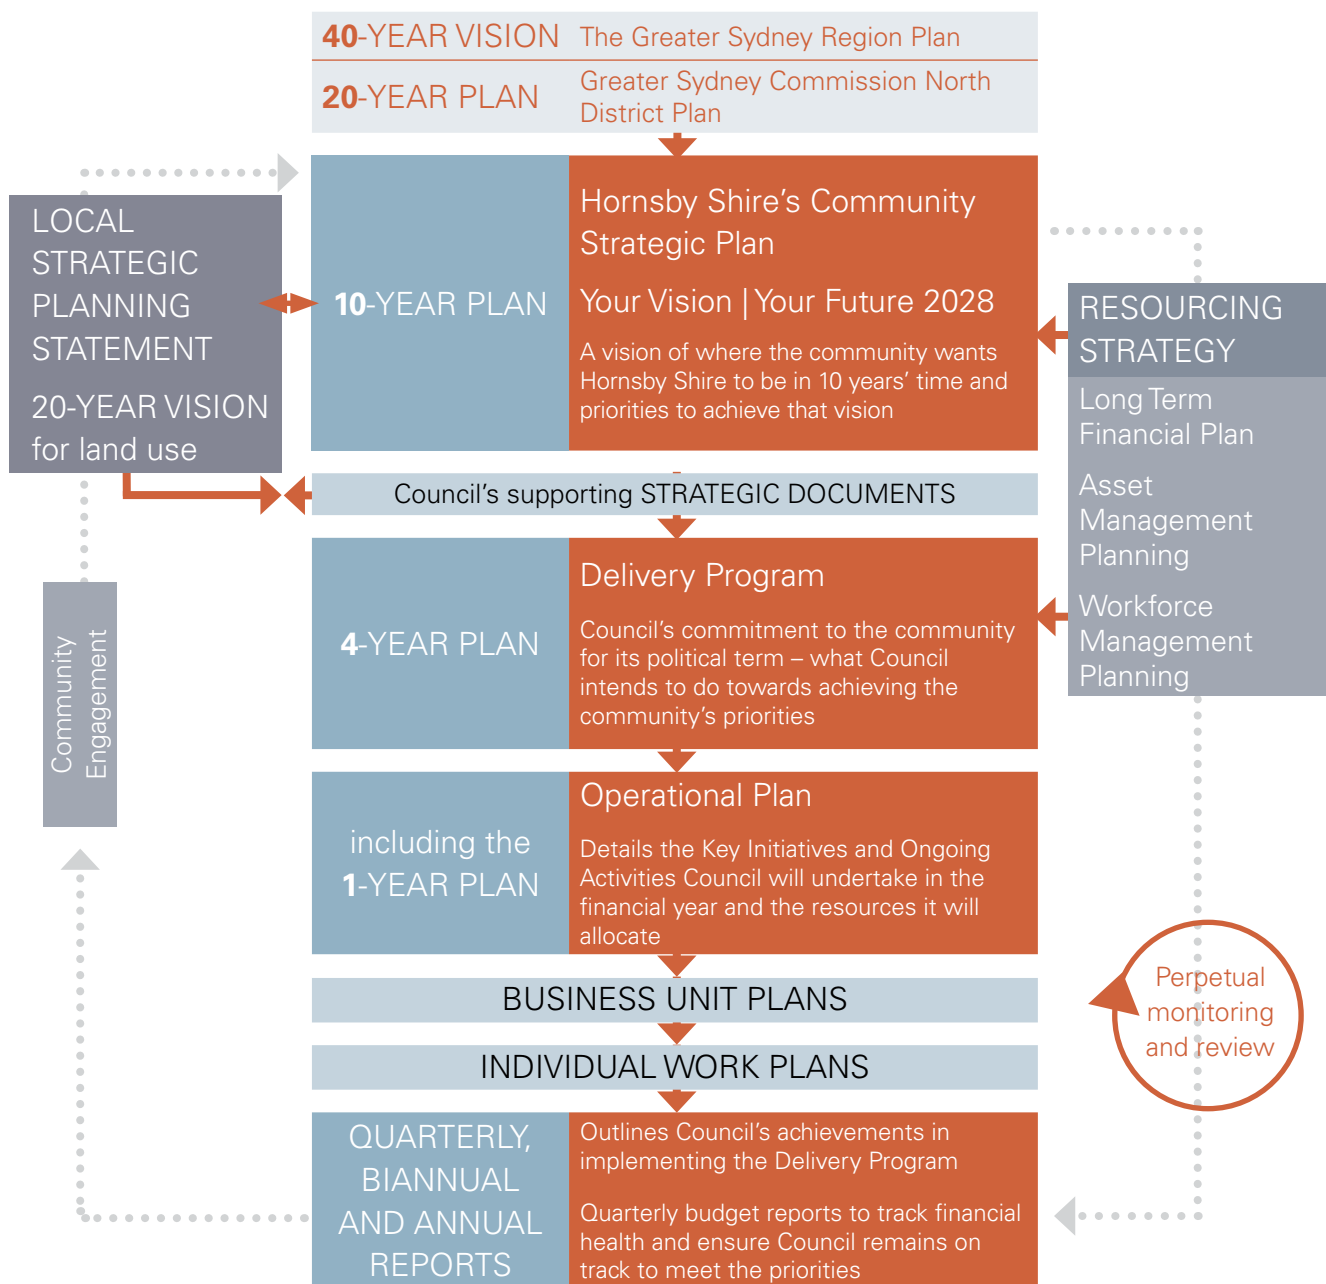 40-YEAR VISION
The Greater Sydney Region Plan
20-YEAR PLAN
Greater Sydney Commission North
District Plan
LOCAL
STRATEGIC
PLANNING
STATEMENT
20-YEAR VISION
for land use
10-YEAR PLAN
Hornsby Shire's Community
Strategic Plan
Your Vision | Your Future 2028
A vision of where the community wants
Hornsby Shire to be in 10 years' time and
priorities to achieve that vision
RESOURCING
STRATEGY
Long Term
Financial Plan
Asset
Management
Planning
Workforce
Management
Planning
Council's supporting STRATEGIC DOCUMENTS
4-YEAR PLAN
Delivery Program
Council's commitment to the community
for its political term – what Council
intends to do towards achieving the
community's priorities
Community
Engagement
including the
1-YEAR PLAN
Operational Plan
Details the Key Initiatives and Ongoing
Activities Council will undertake in the
financial year and the resources it will
allocate
BUSINESS UNIT PLANS
INDIVIDUAL WORK PLANS
Perpetual
monitoring
and review
QUARTERLY,
BIANNUAL
AND ANNUAL
REPORTS
Outlines Council's achievements in
implementing the Delivery Program
Quarterly budget reports to track financial
health and ensure Council remains on
track to meet the priorities